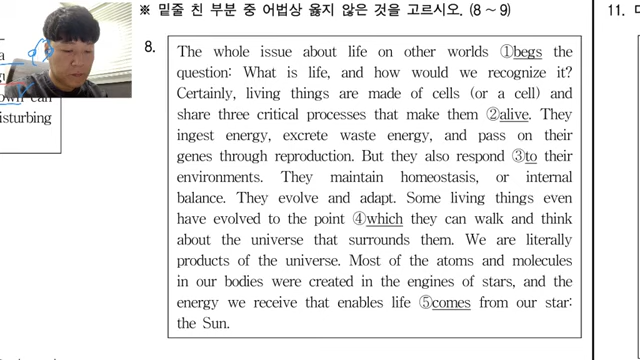 ※ 밑줄 친 부분 중 어법상 옳지 않은 것을 고르시오. (8 ~ 9)
11.
8.
The whole issue about life on other worlds ①begs the
question: What is life, and how would we recognize it?
Certainly, living things are made of cells (or a cell) and
share three critical processes that make them ②alive. They
ingest energy, excrete waste energy, and pass on their
genes through reproduction. But they also respond ③to their
environments. They maintain homeostasis, or internal
balance. They evolve and adapt. Some living things even
have evolved to the point ④which they can walk and think
about the universe that surrounds them. We are literally
products of the universe. Most of the atoms and molecules
in our bodies were created in the engines of stars, and the
energy we receive that enables life ⑤comes from our star:
the Sun.
a
own can
isturbing